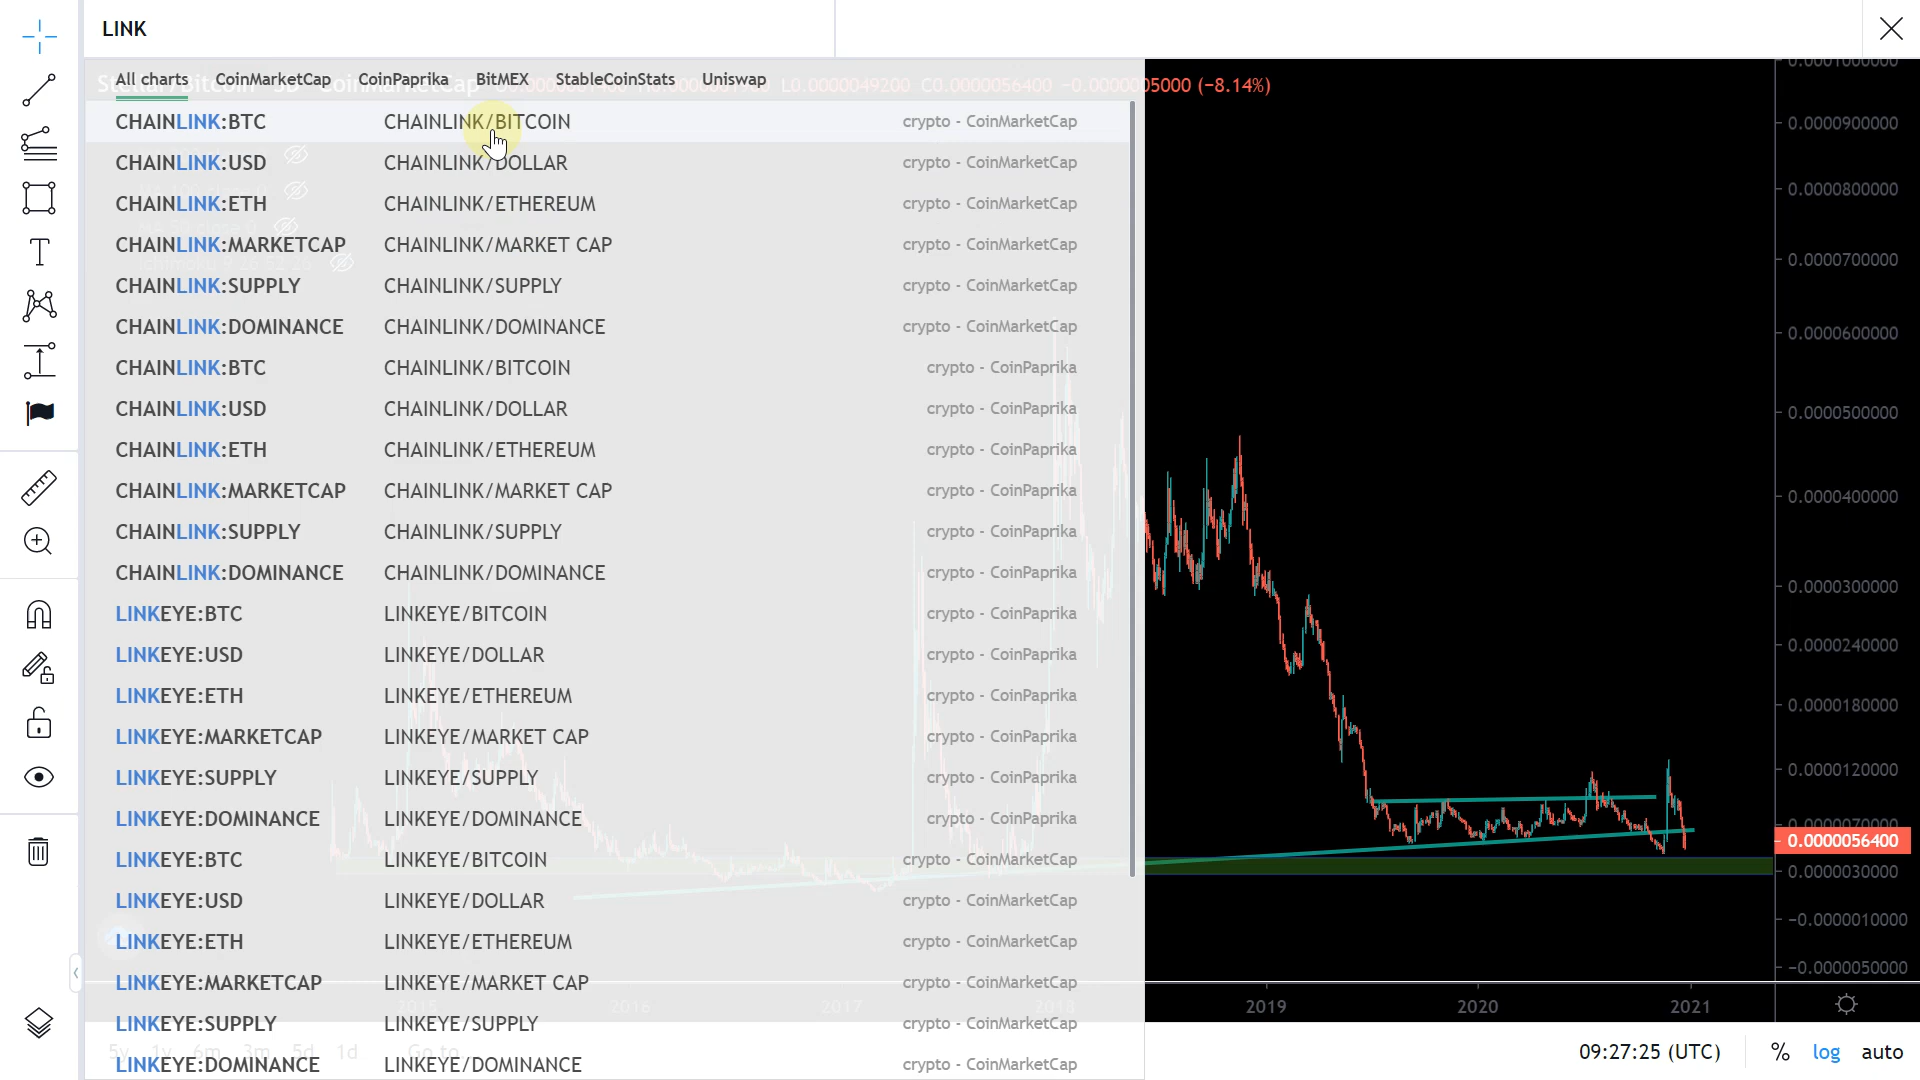 LINK
All charts CoinMarketCap CoinPaprika BitMEX StableCoinStats Uniswap
Stellar/Bitcoin 3D CoinMarketCap L0.0000049200 C0.0000056400 −0.0000005000 (−8.14%)
CHAINLINK:BTC CHAINLINK/BITCOIN crypto - CoinMarketCap
CHAINLINK:USD CHAINLINK/DOLLAR crypto - CoinMarketCap
CHAINLINK:ETH CHAINLINK/ETHEREUM crypto - CoinMarketCap
CHAINLINK:MARKETCAP CHAINLINK/MARKET CAP crypto - CoinMarketCap
CHAINLINK:SUPPLY CHAINLINK/SUPPLY crypto - CoinMarketCap
CHAINLINK:DOMINANCE CHAINLINK/DOMINANCE crypto - CoinMarketCap
CHAINLINK:BTC CHAINLINK/BITCOIN crypto - CoinPaprika
CHAINLINK:USD CHAINLINK/DOLLAR crypto - CoinPaprika
CHAINLINK:ETH CHAINLINK/ETHEREUM crypto - CoinPaprika
CHAINLINK:MARKETCAP CHAINLINK/MARKET CAP crypto - CoinPaprika
CHAINLINK:SUPPLY CHAINLINK/SUPPLY crypto - CoinPaprika
CHAINLINK:DOMINANCE CHAINLINK/DOMINANCE crypto - CoinPaprika
LINKEYE:BTC LINKEYE/BITCOIN crypto - CoinPaprika
LINKEYE:USD LINKEYE/DOLLAR crypto - CoinPaprika
LINKEYE:ETH LINKEYE/ETHEREUM crypto - CoinPaprika
LINKEYE:MARKETCAP LINKEYE/MARKET CAP crypto - CoinPaprika
LINKEYE:SUPPLY LINKEYE/SUPPLY crypto - CoinPaprika
LINKEYE:DOMINANCE LINKEYE/DOMINANCE crypto - CoinPaprika
LINKEYE:BTC LINKEYE/BITCOIN crypto - CoinMarketCap
LINKEYE:USD LINKEYE/DOLLAR crypto - CoinMarketCap
LINKEYE:ETH LINKEYE/ETHEREUM crypto - CoinMarketCap
LINKEYE:MARKETCAP LINKEYE/MARKET CAP crypto - CoinMarketCap
LINKEYE:SUPPLY LINKEYE/SUPPLY crypto - CoinMarketCap
LINKEYE:DOMINANCE LINKEYE/DOMINANCE crypto - CoinMarketCap
0.0001000000
0.0000900000
0.0000800000
0.0000700000
0.0000600000
0.0000500000
0.0000400000
0.0000300000
0.0000240000
0.0000180000
0.0000120000
0.0000070000
0.0000056400
0.0000030000
−0.0000010000
−0.0000050000
2015 2016 2017 2018 2019 2020 2021
5y 1y 6m 3m 5d 1d Go to
09:27:25 (UTC) % log auto